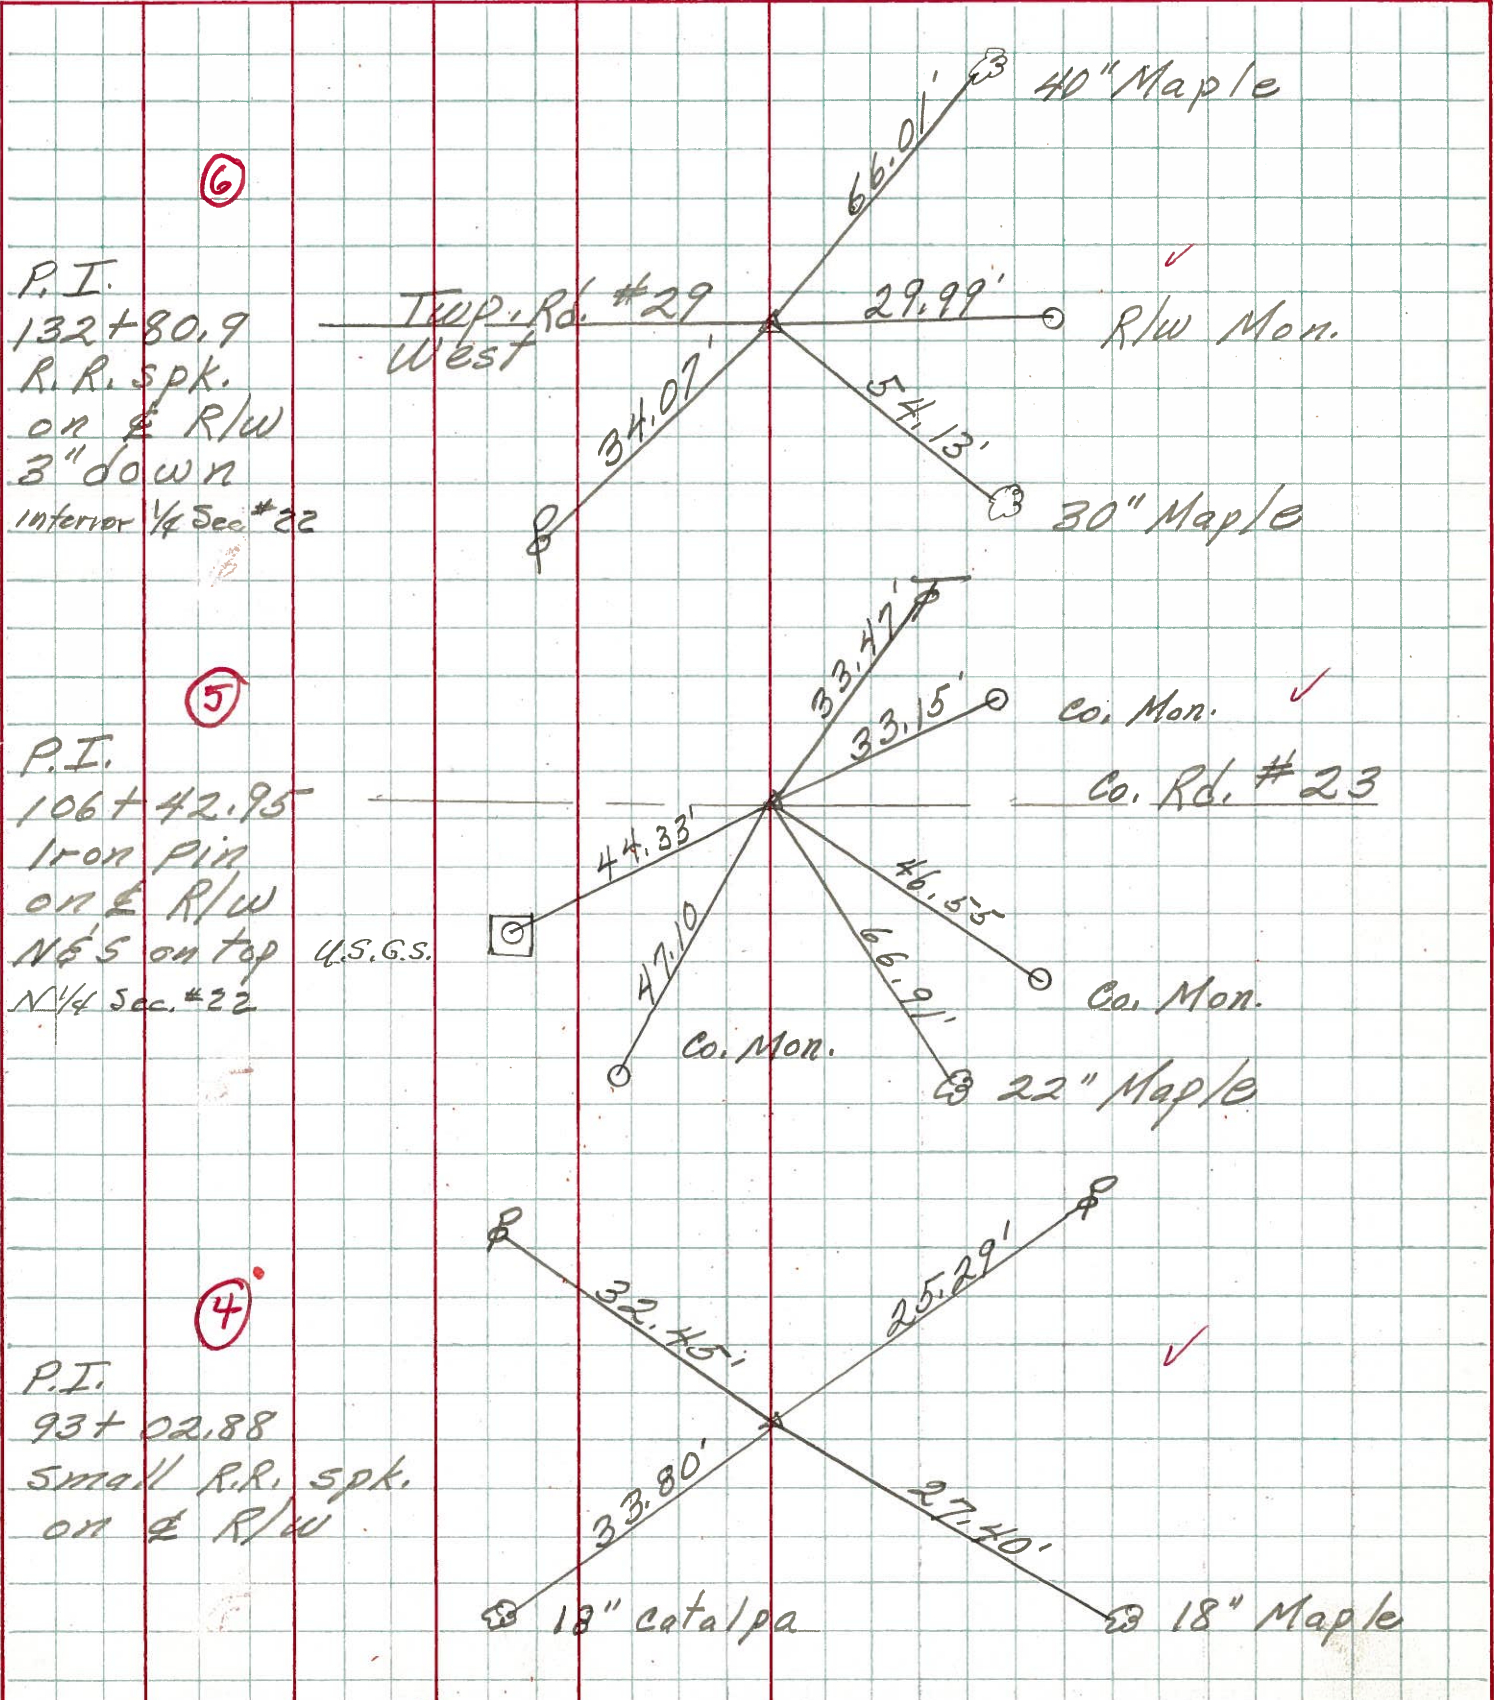 40" Maple
66.01'
6
P.I.
132+80.9
R.R. spk.
on ℄ R/W
3" down
interior 1/4 Sec #22
Twp. Rd. #29
West
29.99'
R/W Mon.
34.07'
54.13'
30" Maple
5
P.I.
106+42.95
Iron Pin
on ℄ R/W
N&S on top
N1/4 Sec. #22
33.47'
33.15'
Co. Mon.
Co. Rd. #23
44.33'
U.S.G.S.
47.10
Co. Mon.
46.55
Co. Mon.
66.91'
22" Maple
4
P.I.
93+02.88
small R.R. spk.
on ℄ R/W
32.45'
25.29'
33.80'
27.40'
18" catalpa
18" Maple